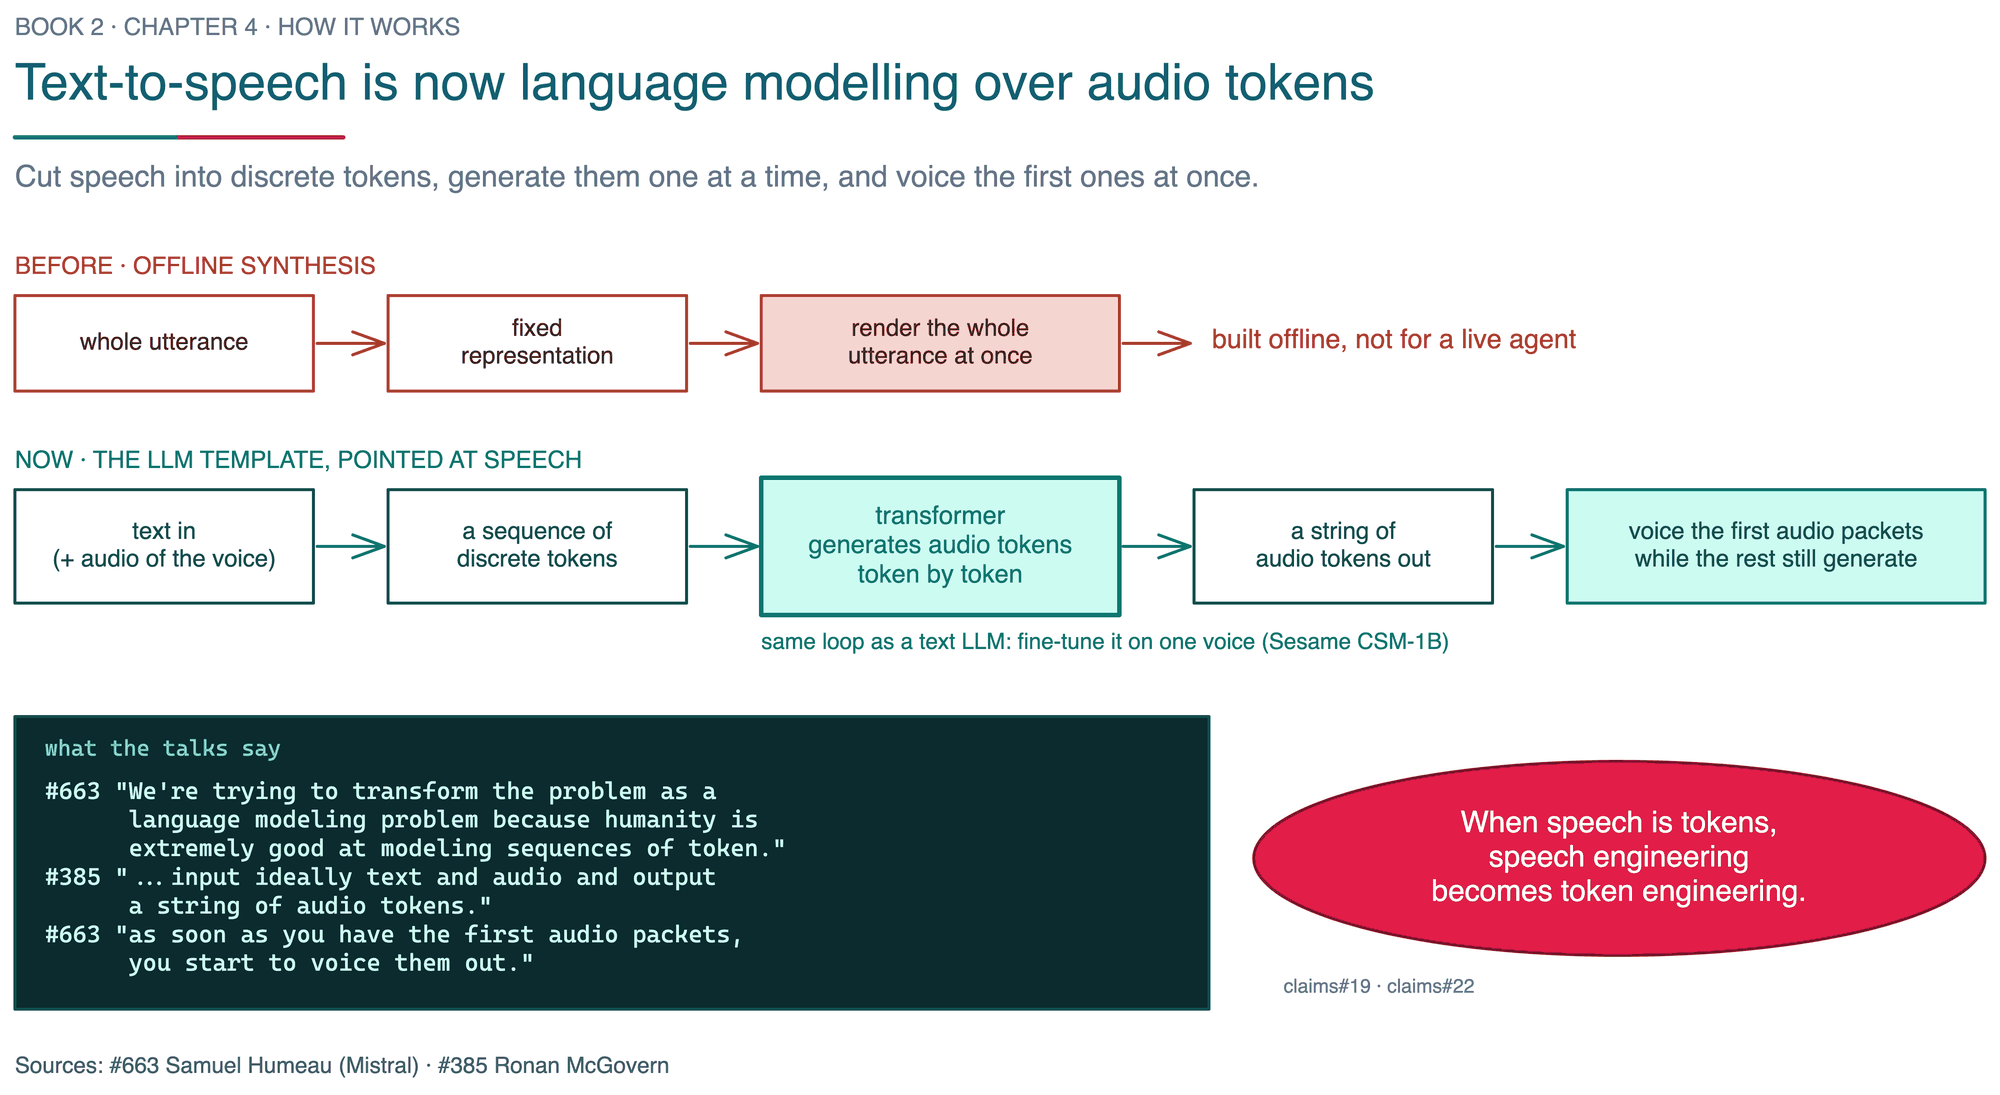 BOOK 2 · CHAPTER 4 · HOW IT WORKS
Text-to-speech is now language modelling over audio tokens
Cut speech into discrete tokens, generate them one at a time, and voice the first ones at once.
BEFORE · OFFLINE SYNTHESIS
whole utterance
fixed
representation
render the whole
utterance at once
built offline, not for a live agent
NOW · THE LLM TEMPLATE, POINTED AT SPEECH
text in
(+ audio of the voice)
a sequence of
discrete tokens
transformer
generates audio tokens
token by token
a string of
audio tokens out
voice the first audio packets
while the rest still generate
same loop as a text LLM: fine-tune it on one voice (Sesame CSM-1B)
what the talks say
#663 "We're trying to transform the problem as a
language modeling problem because humanity is
extremely good at modeling sequences of token."
#385 "...input ideally text and audio and output
a string of audio tokens."
#663 "as soon as you have the first audio packets,
you start to voice them out."
When speech is tokens,
speech engineering
becomes token engineering.
claims#19 · claims#22
Sources: #663 Samuel Humeau (Mistral) · #385 Ronan McGovern